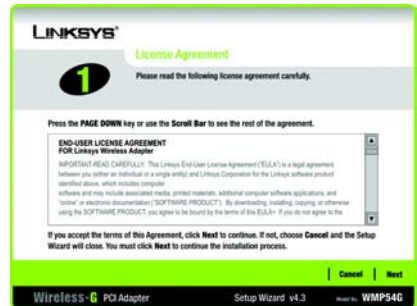 LINKSYS®
License Agreement
1
Please read the following license agreement carefully.
Press the PAGE DOWN key or use the Scroll Bar to see the rest of the agreement.
END-USER LICENSE AGREEMENT
FOR Linksys Wireless Adapter
IMPORTANT-READ CAREFULLY: This Linksys End-User License Agreement ("EULA") is a legal agreement
between you (either an individual or a single entity) and Linksys Corporation for the Linksys software product
identified above, which includes computer
software and may include associated media, printed materials, additional computer software applications, and
"online" or electronic documentation ("SOFTWARE PRODUCT"). By downloading, installing, copying, or otherwise
using the SOFTWARE PRODUCT, you agree to be bound by the terms of this EULA+ If you do not agree to the
If you accept the terms of this Agreement, click Next to continue. If not, choose Cancel and the Setup
Wizard will close. You must click Next to continue the installation process.
Cancel Next
Wireless-G PCI Adapter Setup Wizard v4.3 Model No. WMP54G